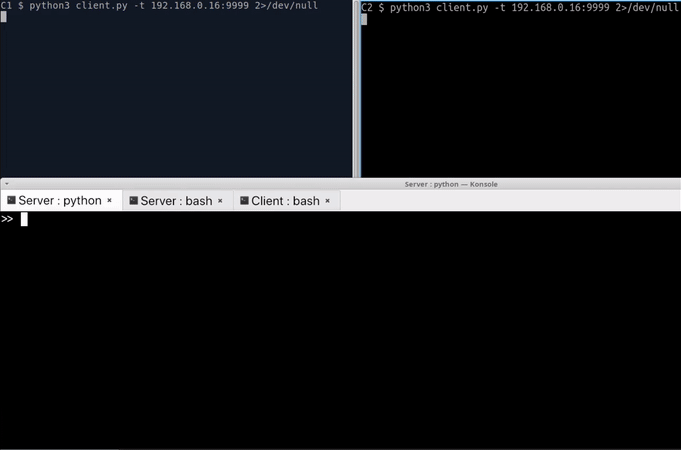 C1 $ python3 client.py -t 192.168.0.16:9999 2>/dev/null
C2 $ python3 client.py -t 192.168.0.16:9999 2>/dev/null
Server : python — Konsole
Server : python × Server : bash × Client : bash ×
>>